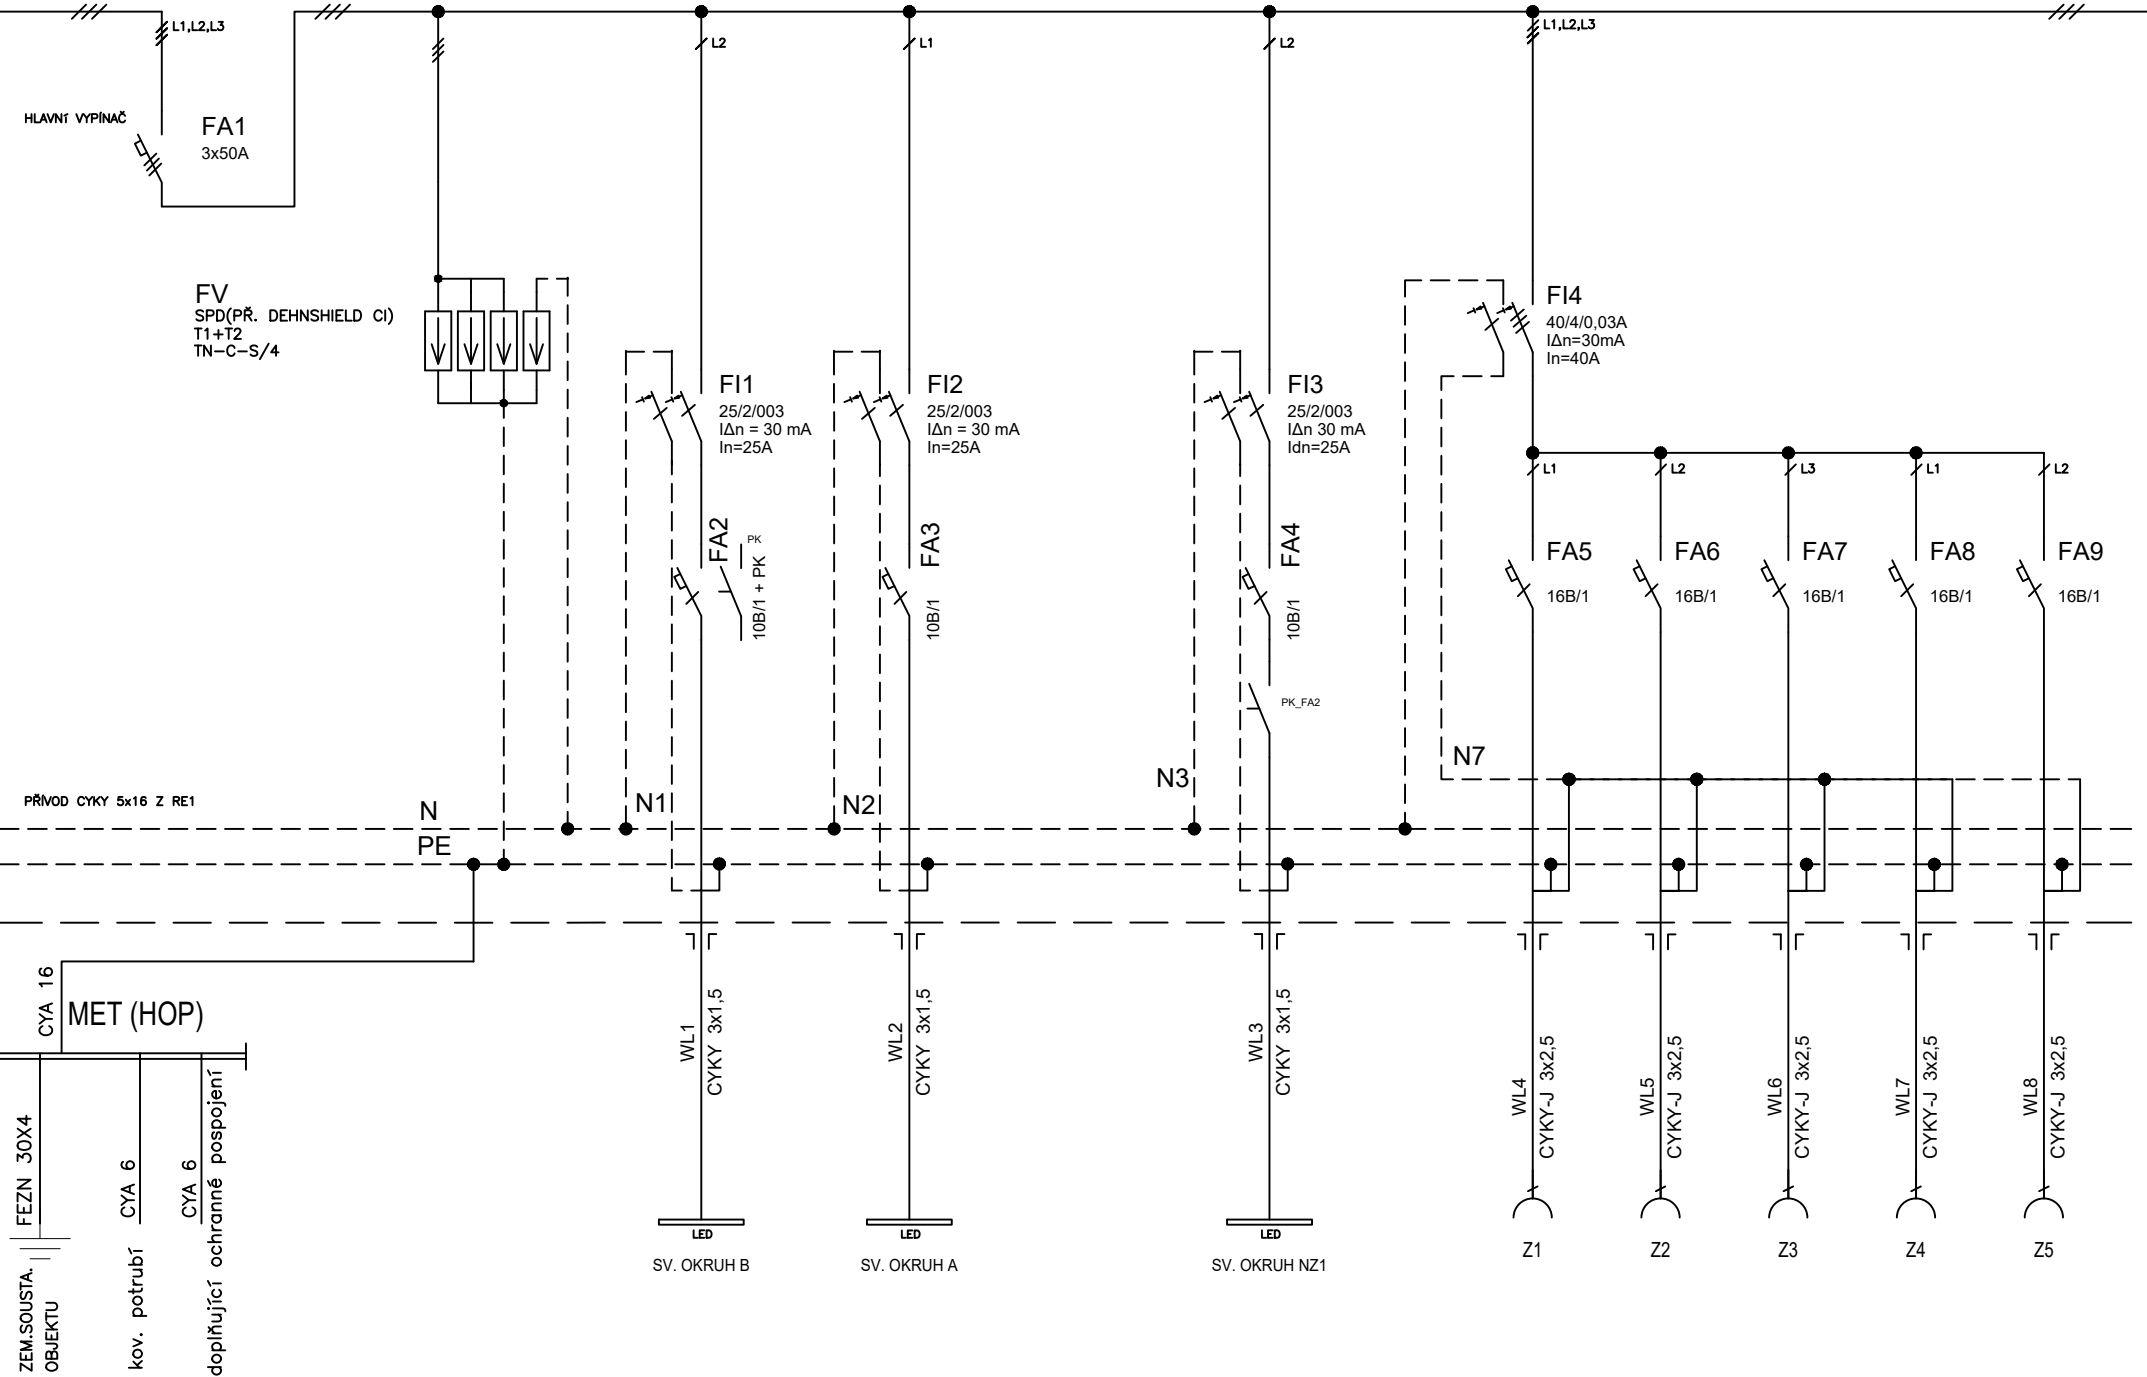 L1,L2,L3
L2
L1
L2
L1,L2,L3
HLAVNÍ VYPÍNAČ
FA1
3x50A
FV
SPD(PŘ. DEHNSHIELD CI)
T1+T2
TN-C-S/4
FI1
25/2/003
IΔn = 30 mA
In=25A
FI2
25/2/003
IΔn = 30 mA
In=25A
FI3
25/2/003
IΔn 30 mA
Idn=25A
FI4
40/4/0,03A
IΔn=30mA
In=40A
L1
L2
L3
L1
L2
FA2
PK
10B/1 + PK
FA3
10B/1
FA4
10B/1
PK_FA2
FA5
16B/1
FA6
16B/1
FA7
16B/1
FA8
16B/1
FA9
16B/1
PŘÍVOD CYKY 5x16 Z RE1
N
PE
N1
N2
N3
N7
CYA 16
MET (HOP)
FEZN 30X4
ZEM.SOUSTA.
OBJEKTU
CYA 6
kov. potrubí
CYA 6
doplňující ochranné pospojení
WL1
CYKY 3x1,5
WL2
CYKY 3x1,5
WL3
CYKY 3x1,5
WL4
CYKY-J 3x2,5
WL5
CYKY-J 3x2,5
WL6
CYKY-J 3x2,5
WL7
CYKY-J 3x2,5
WL8
CYKY-J 3x2,5
LED
SV. OKRUH B
LED
SV. OKRUH A
LED
SV. OKRUH NZ1
Z1
Z2
Z3
Z4
Z5